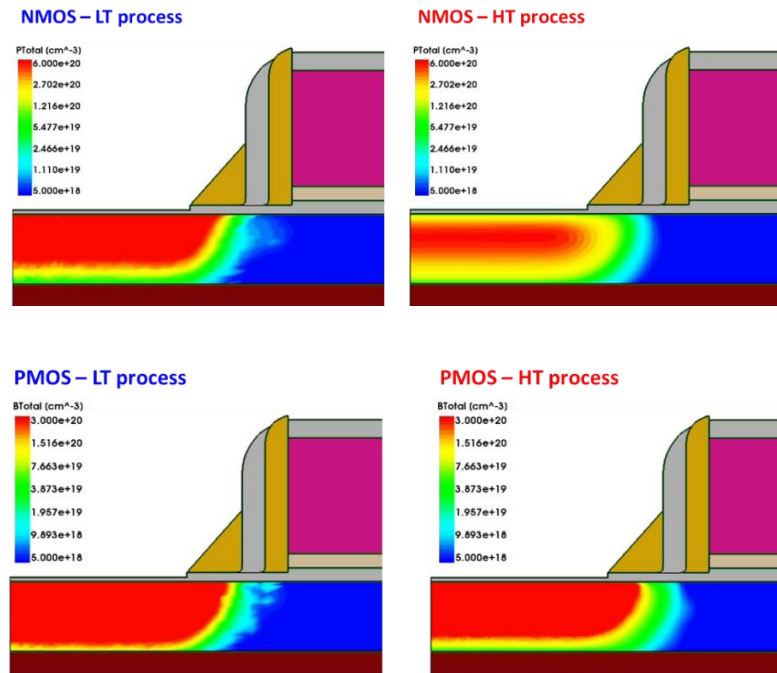 NMOS – LT process
NMOS – HT process
PTotal (cm^-3)
6.000e+20
2.702e+20
1.216e+20
5.477e+19
2.466e+19
1.110e+19
5.000e+18
PTotal (cm^-3)
6.000e+20
2.702e+20
1.216e+20
5.477e+19
2.466e+19
1.110e+19
5.000e+18
PMOS – LT process
PMOS – HT process
BTotal (cm^-3)
3.000e+20
1.516e+20
7.663e+19
3.873e+19
1.957e+19
9.893e+18
5.000e+18
BTotal (cm^-3)
3.000e+20
1.516e+20
7.663e+19
3.873e+19
1.957e+19
9.893e+18
5.000e+18